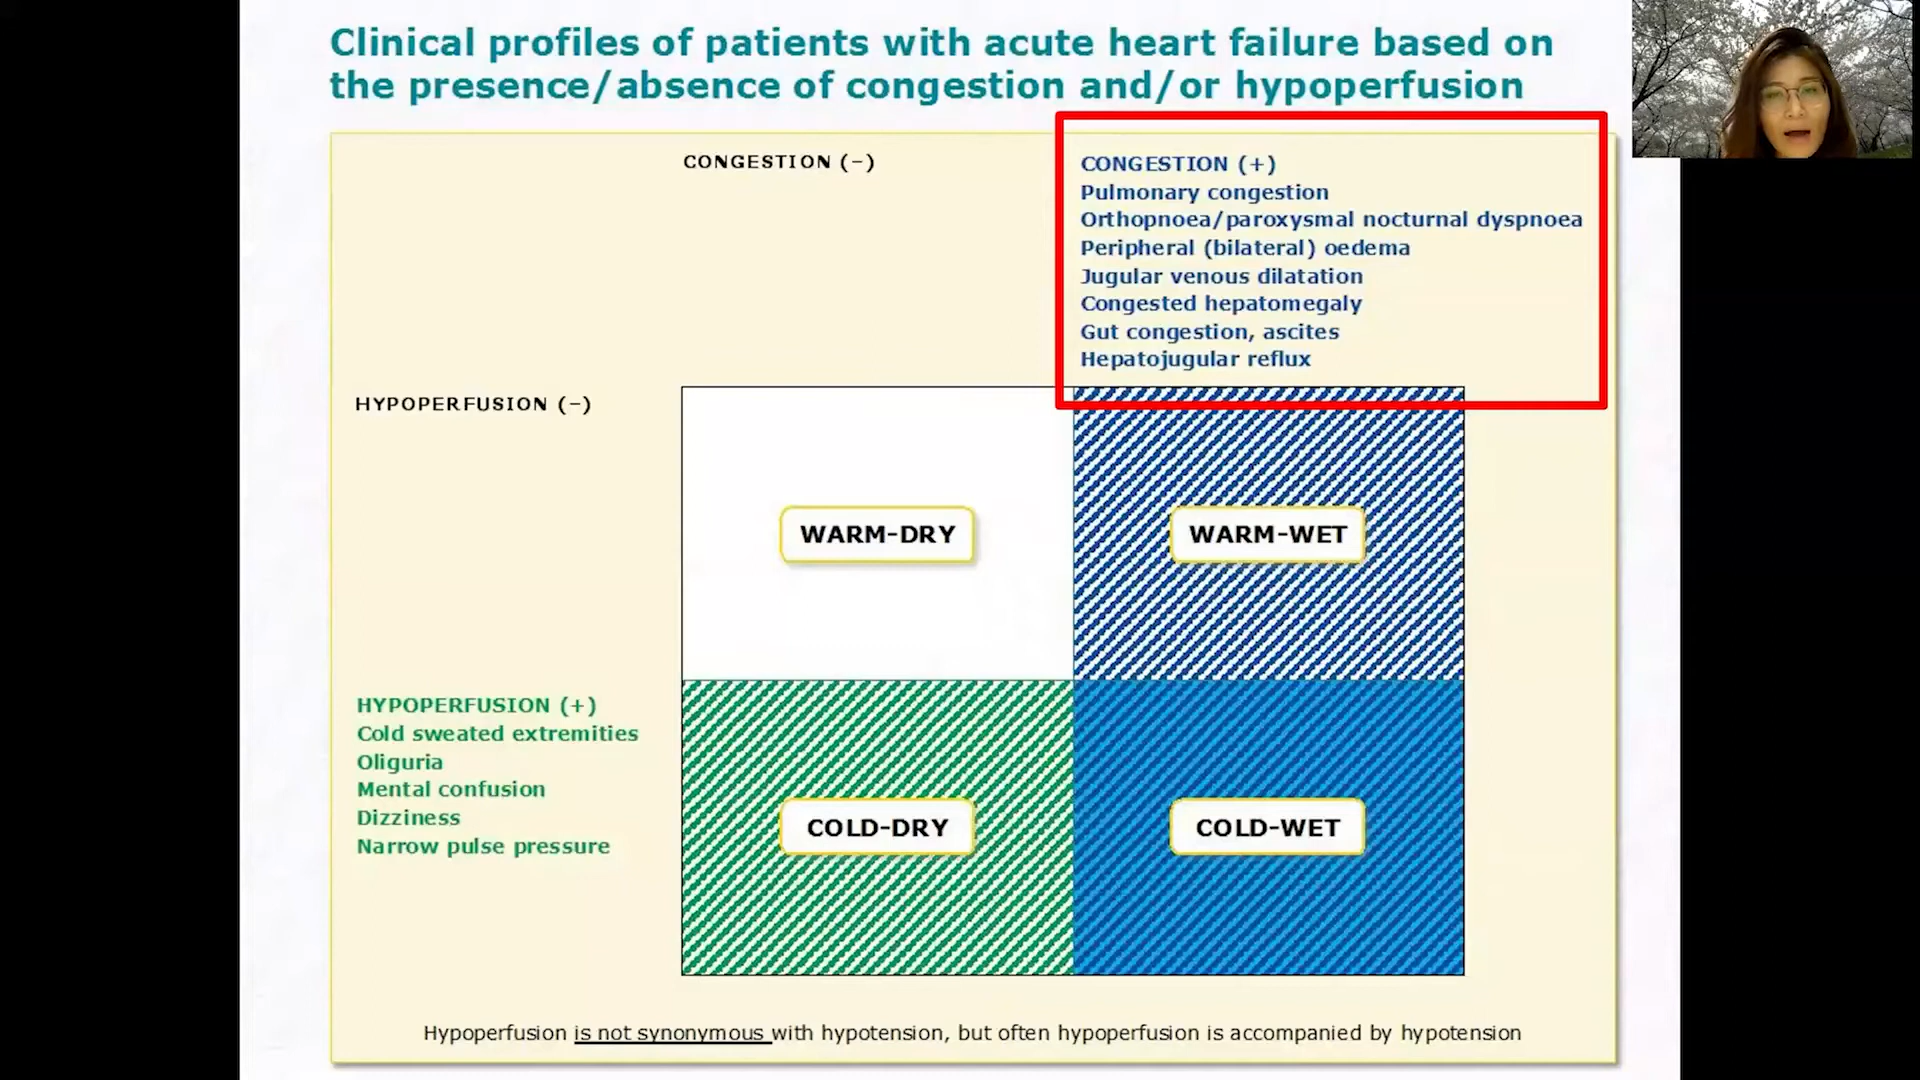 Clinical profiles of patients with acute heart failure based on
the presence/absence of congestion and/or hypoperfusion
CONGESTION (−)
CONGESTION (+)
Pulmonary congestion
Orthopnoea/paroxysmal nocturnal dyspnoea
Peripheral (bilateral) oedema
Jugular venous dilatation
Congested hepatomegaly
Gut congestion, ascites
Hepatojugular reflux
HYPOPERFUSION (−)
WARM-DRY
WARM-WET
HYPOPERFUSION (+)
Cold sweated extremities
Oliguria
Mental confusion
Dizziness
Narrow pulse pressure
COLD-DRY
COLD-WET
Hypoperfusion is not synonymous with hypotension, but often hypoperfusion is accompanied by hypotension